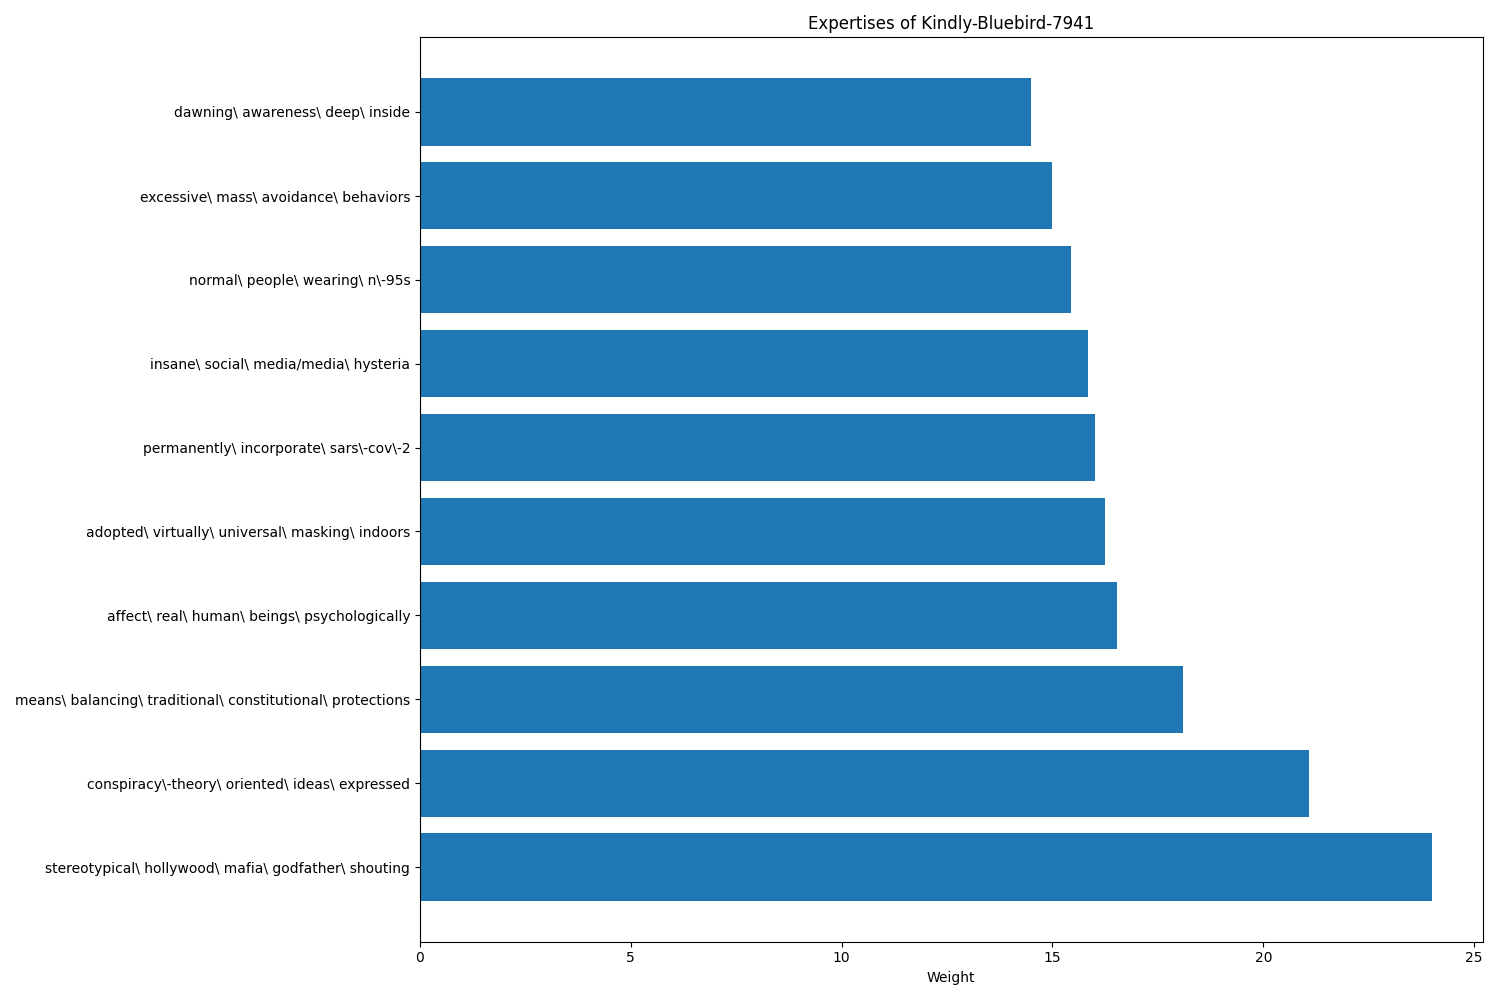 Expertises of Kindly-Bluebird-7941
dawning\ awareness\ deep\ inside
excessive\ mass\ avoidance\ behaviors
normal\ people\ wearing\ n\-95s
insane\ social\ media/media\ hysteria
permanently\ incorporate\ sars\-cov\-2
adopted\ virtually\ universal\ masking\ indoors
affect\ real\ human\ beings\ psychologically
means\ balancing\ traditional\ constitutional\ protections
conspiracy\-theory\ oriented\ ideas\ expressed
stereotypical\ hollywood\ mafia\ godfather\ shouting
0 5 10 15 20 25
Weight